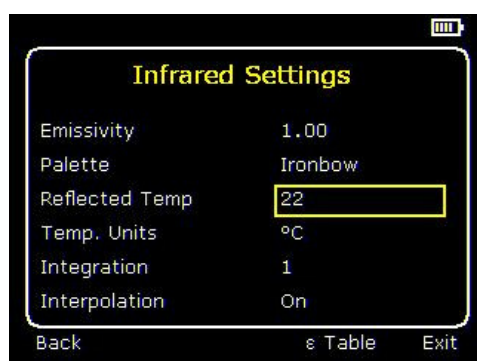 Infrared Settings
Emissivity 1.00
Palette Ironbow
Reflected Temp 22
Temp. Units ºC
Integration 1
Interpolation On
Back ε Table Exit